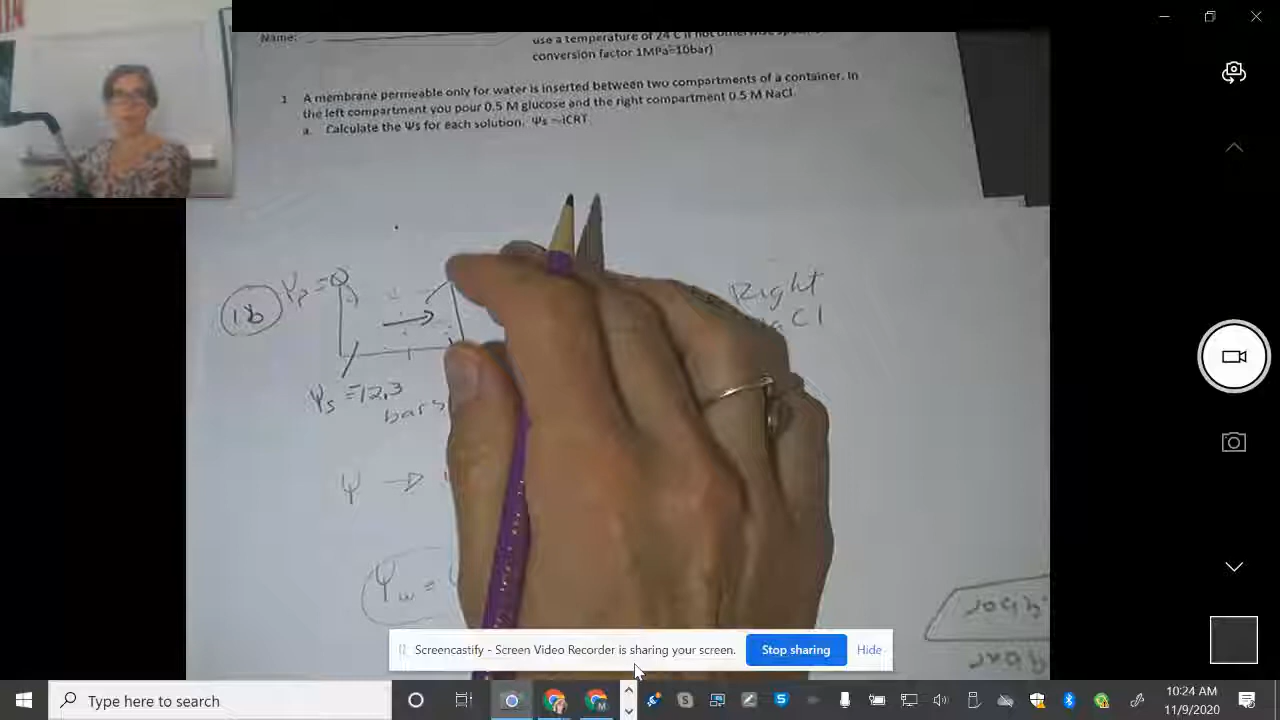 Name:
use a temperature of 24 C if not otherwise
conversion factor 1MPa=10bar)
1 A membrane permeable only for water is inserted between two compartments of a container. In
the left compartment you pour 0.5 M glucose and the right compartment 0.5 M NaCl
a. Calculate the Ψs for each solution. Ψs =-iCRT
Right
aCl
1b Ψp = 0
Ψs = 12.3
bars
Ψ →
Ψw =
Screencastify - Screen Video Recorder is sharing your screen. Stop sharing Hide
Type here to search
10:24 AM
11/9/2020